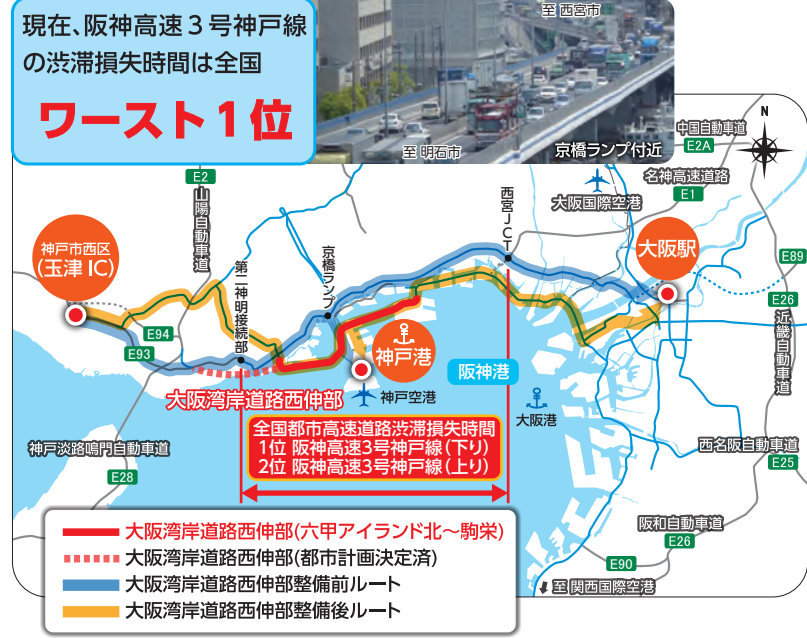 現在、阪神高速3号神戸線
の渋滞損失時間は全国
ワースト1位
至 西宮市
至 明石市
京橋ランプ付近
N
中国自動車道
E2A
名神高速道路
E1
大阪国際空港
E2
山陽自動車道
西宮JCT
京橋ランプ
第二神明接続部
神戸市西区
(玉津IC)
大阪駅
E89
E26
近畿自動車道
E94
E93
神戸港
阪神港
神戸空港
大阪港
大阪湾岸道路西伸部
全国都市高速道路渋滞損失時間
1位 阪神高速3号神戸線(下り)
2位 阪神高速3号神戸線(上り)
神戸淡路鳴門自動車道
E28
西名阪自動車道
E25
阪和自動車道
E26
E90
至 関西国際空港
大阪湾岸道路西伸部(六甲アイランド北~駒栄)
大阪湾岸道路西伸部(都市計画決定済)
大阪湾岸道路西伸部整備前ルート
大阪湾岸道路西伸部整備後ルート